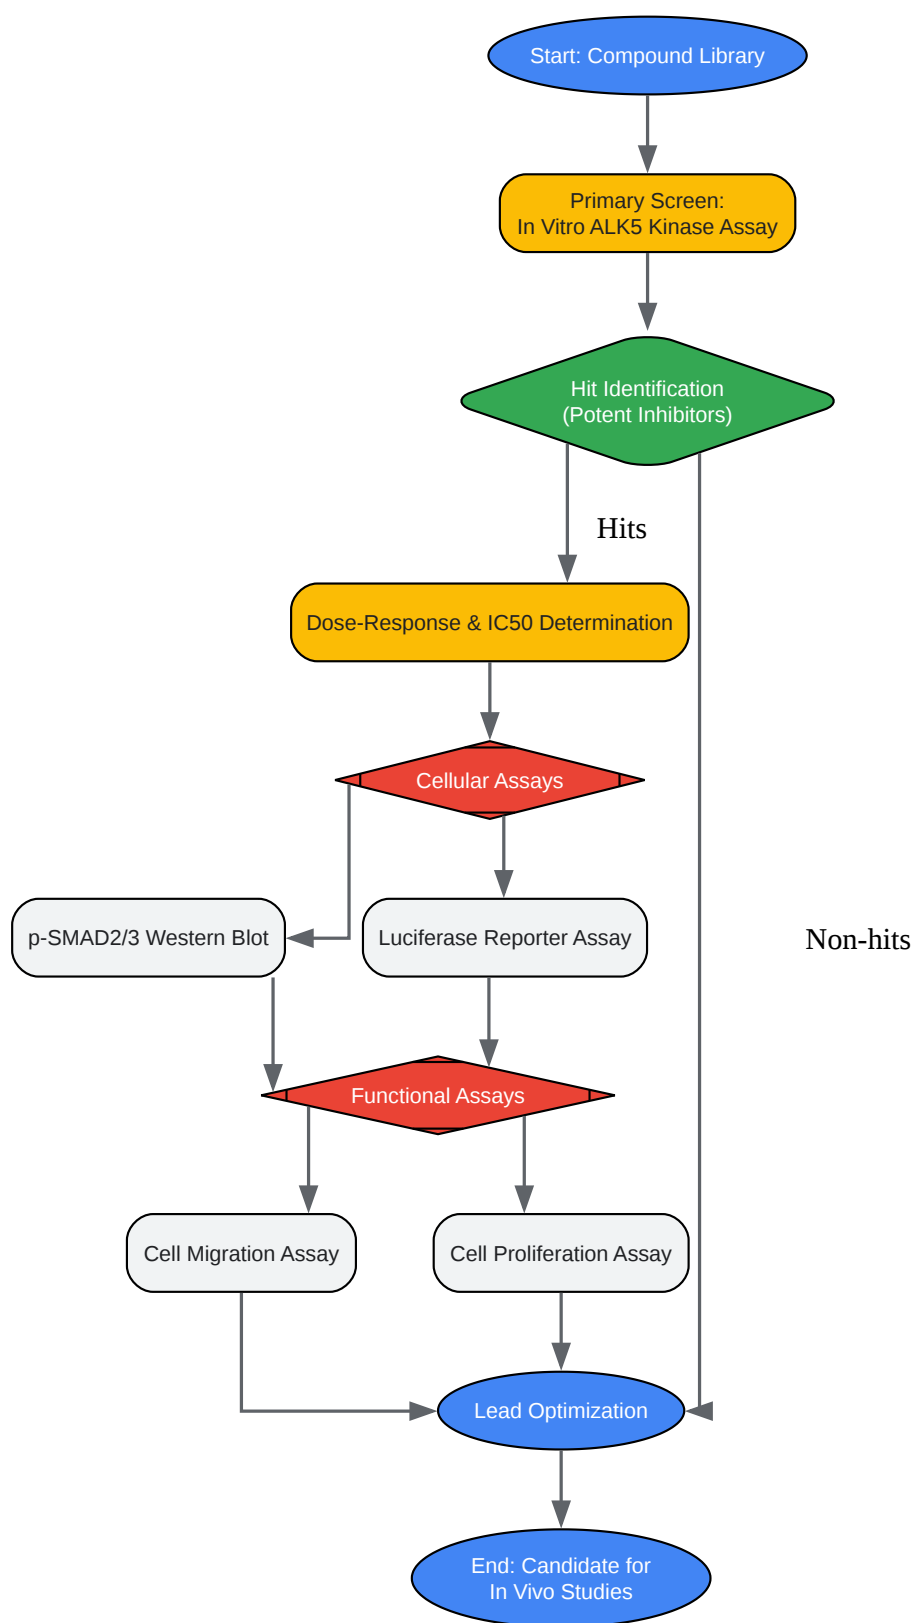 Start: Compound Library
Primary Screen:
In Vitro ALK5 Kinase Assay
Hit Identification
(Potent Inhibitors)
Hits
Dose-Response & IC50 Determination
Cellular Assays
p-SMAD2/3 Western Blot
Luciferase Reporter Assay
Non-hits
Functional Assays
Cell Migration Assay
Cell Proliferation Assay
Lead Optimization
End: Candidate for
In Vivo Studies